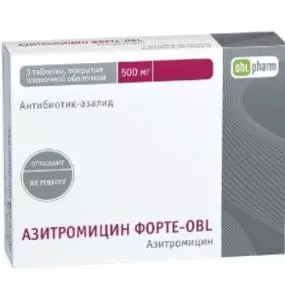 3 таблетки, покрытые
пленочной оболочкой
500 мг
obl pharm
Антибиотик-азалид
ОТПУСКАЮТ
ПО РЕЦЕПТУ
АЗИТРОМИЦИН ФОРТЕ-OBL
Азитромицин